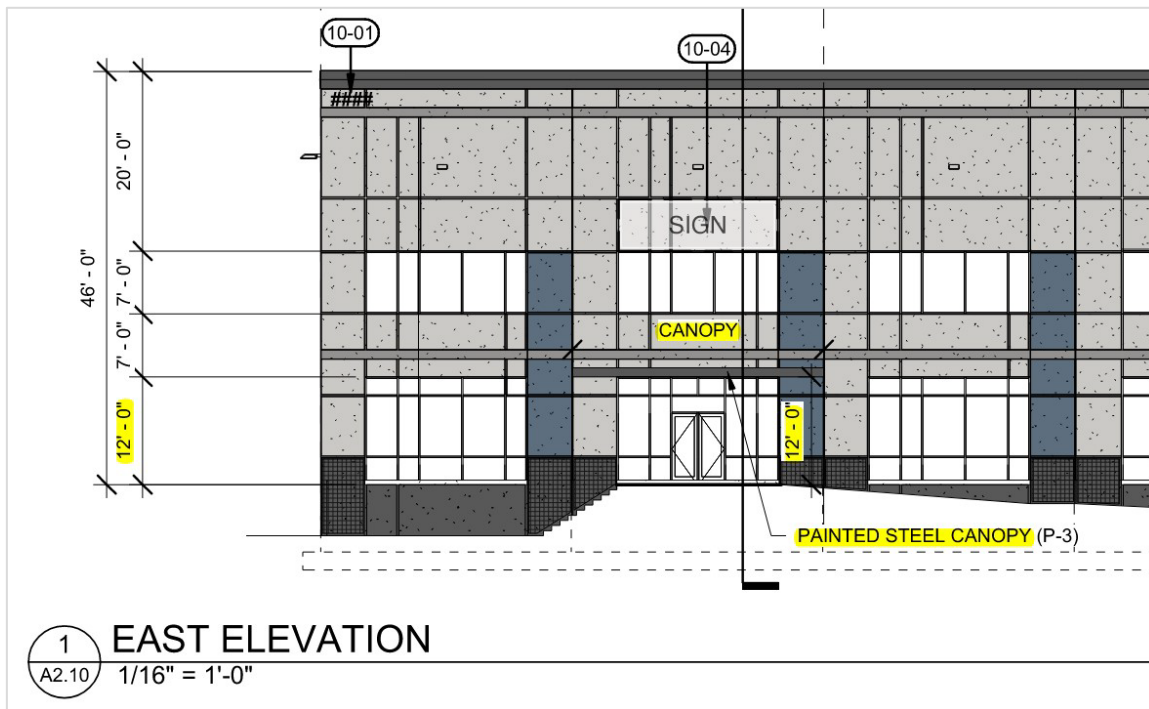 10-01
10-04
####
20' - 0"
46' - 0"
7' - 0"
7' - 0"
12' - 0"
SIGN
CANOPY
12' - 0"
PAINTED STEEL CANOPY (P-3)
1
A2.10
EAST ELEVATION
1/16" = 1'-0"